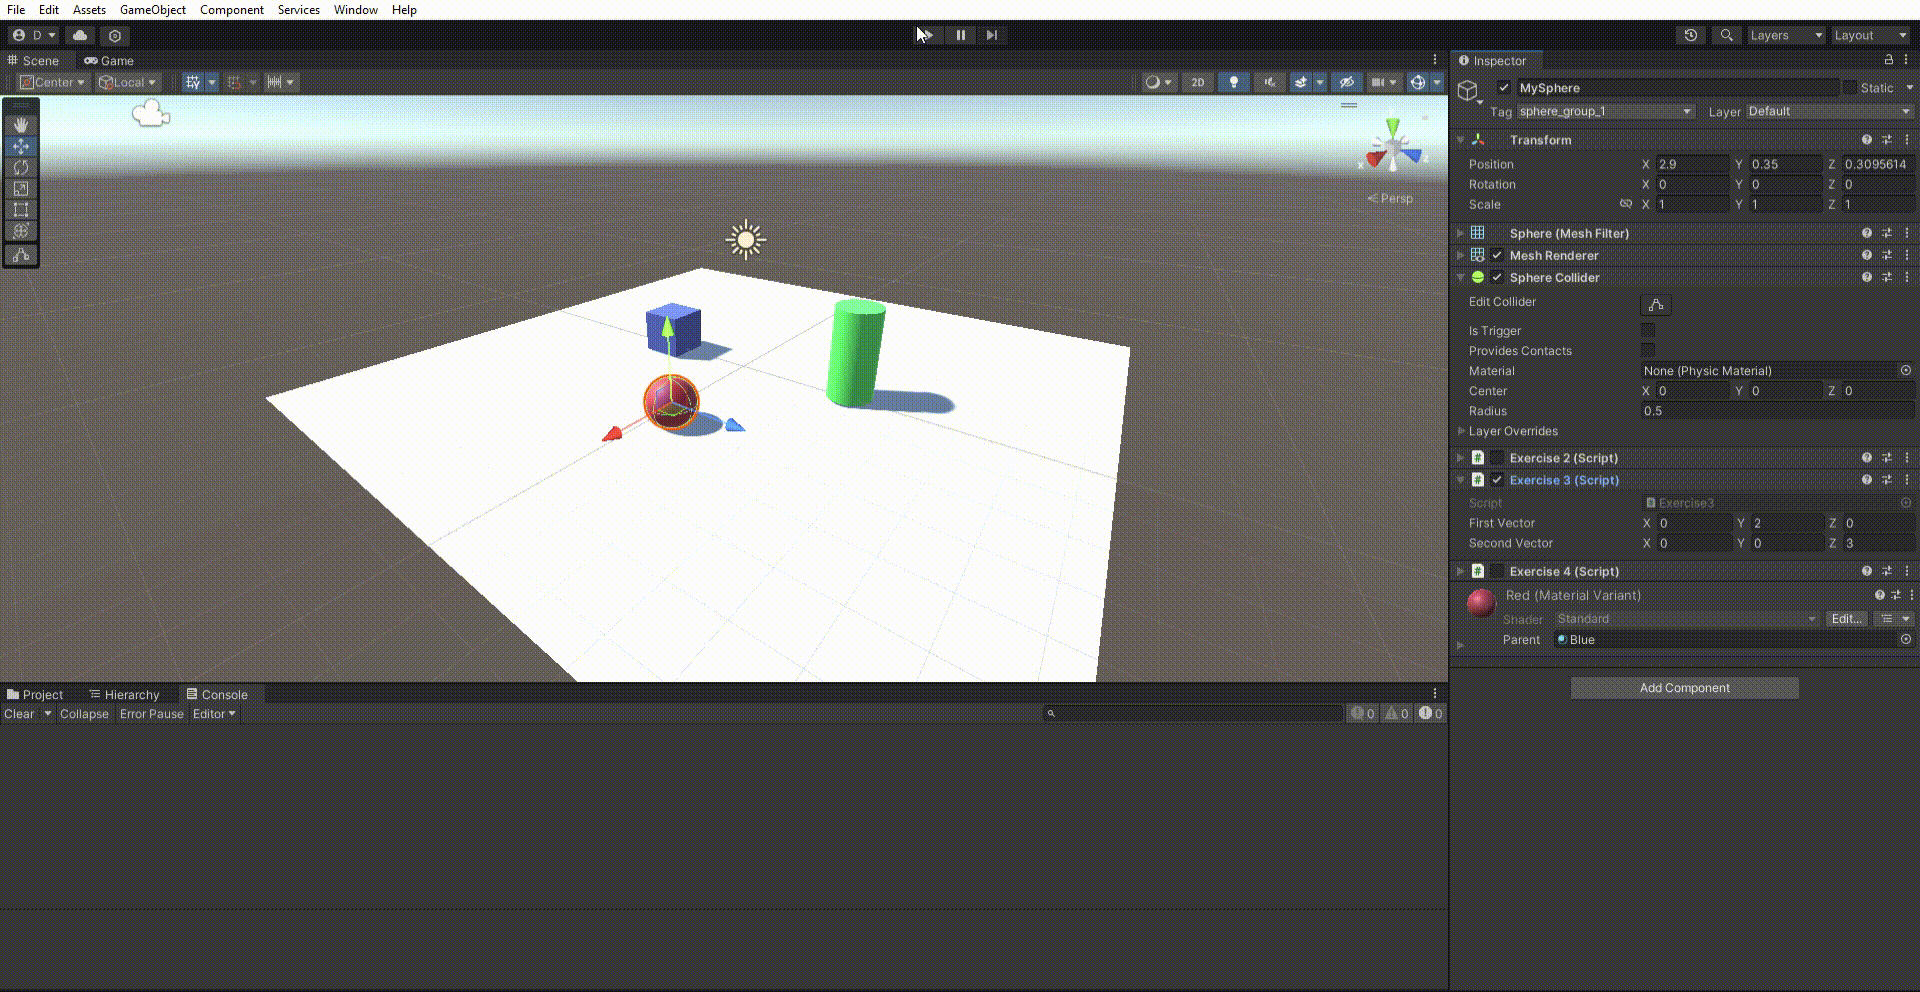 File Edit Assets GameObject Component Services Window Help
D Layers Layout
Scene Game
Center Local 2D
Persp
Project Hierarchy Console
Clear Collapse Error Pause Editor 0 0 0
Inspector
MySphere Static
Tag sphere_group_1 Layer Default
Transform
Position X 2.9 Y 0.35 Z 0.3095614
Rotation X 0 Y 0 Z 0
Scale X 1 Y 1 Z 1
Sphere (Mesh Filter)
Mesh Renderer
Sphere Collider
Edit Collider
Is Trigger
Provides Contacts
Material None (Physic Material)
Center X 0 Y 0 Z 0
Radius 0.5
Layer Overrides
Exercise 2 (Script)
Exercise 3 (Script)
Script Exercise3
First Vector X 0 Y 2 Z 0
Second Vector X 0 Y 0 Z 3
Exercise 4 (Script)
Red (Material Variant)
Shader Standard Edit...
Parent Blue
Add Component